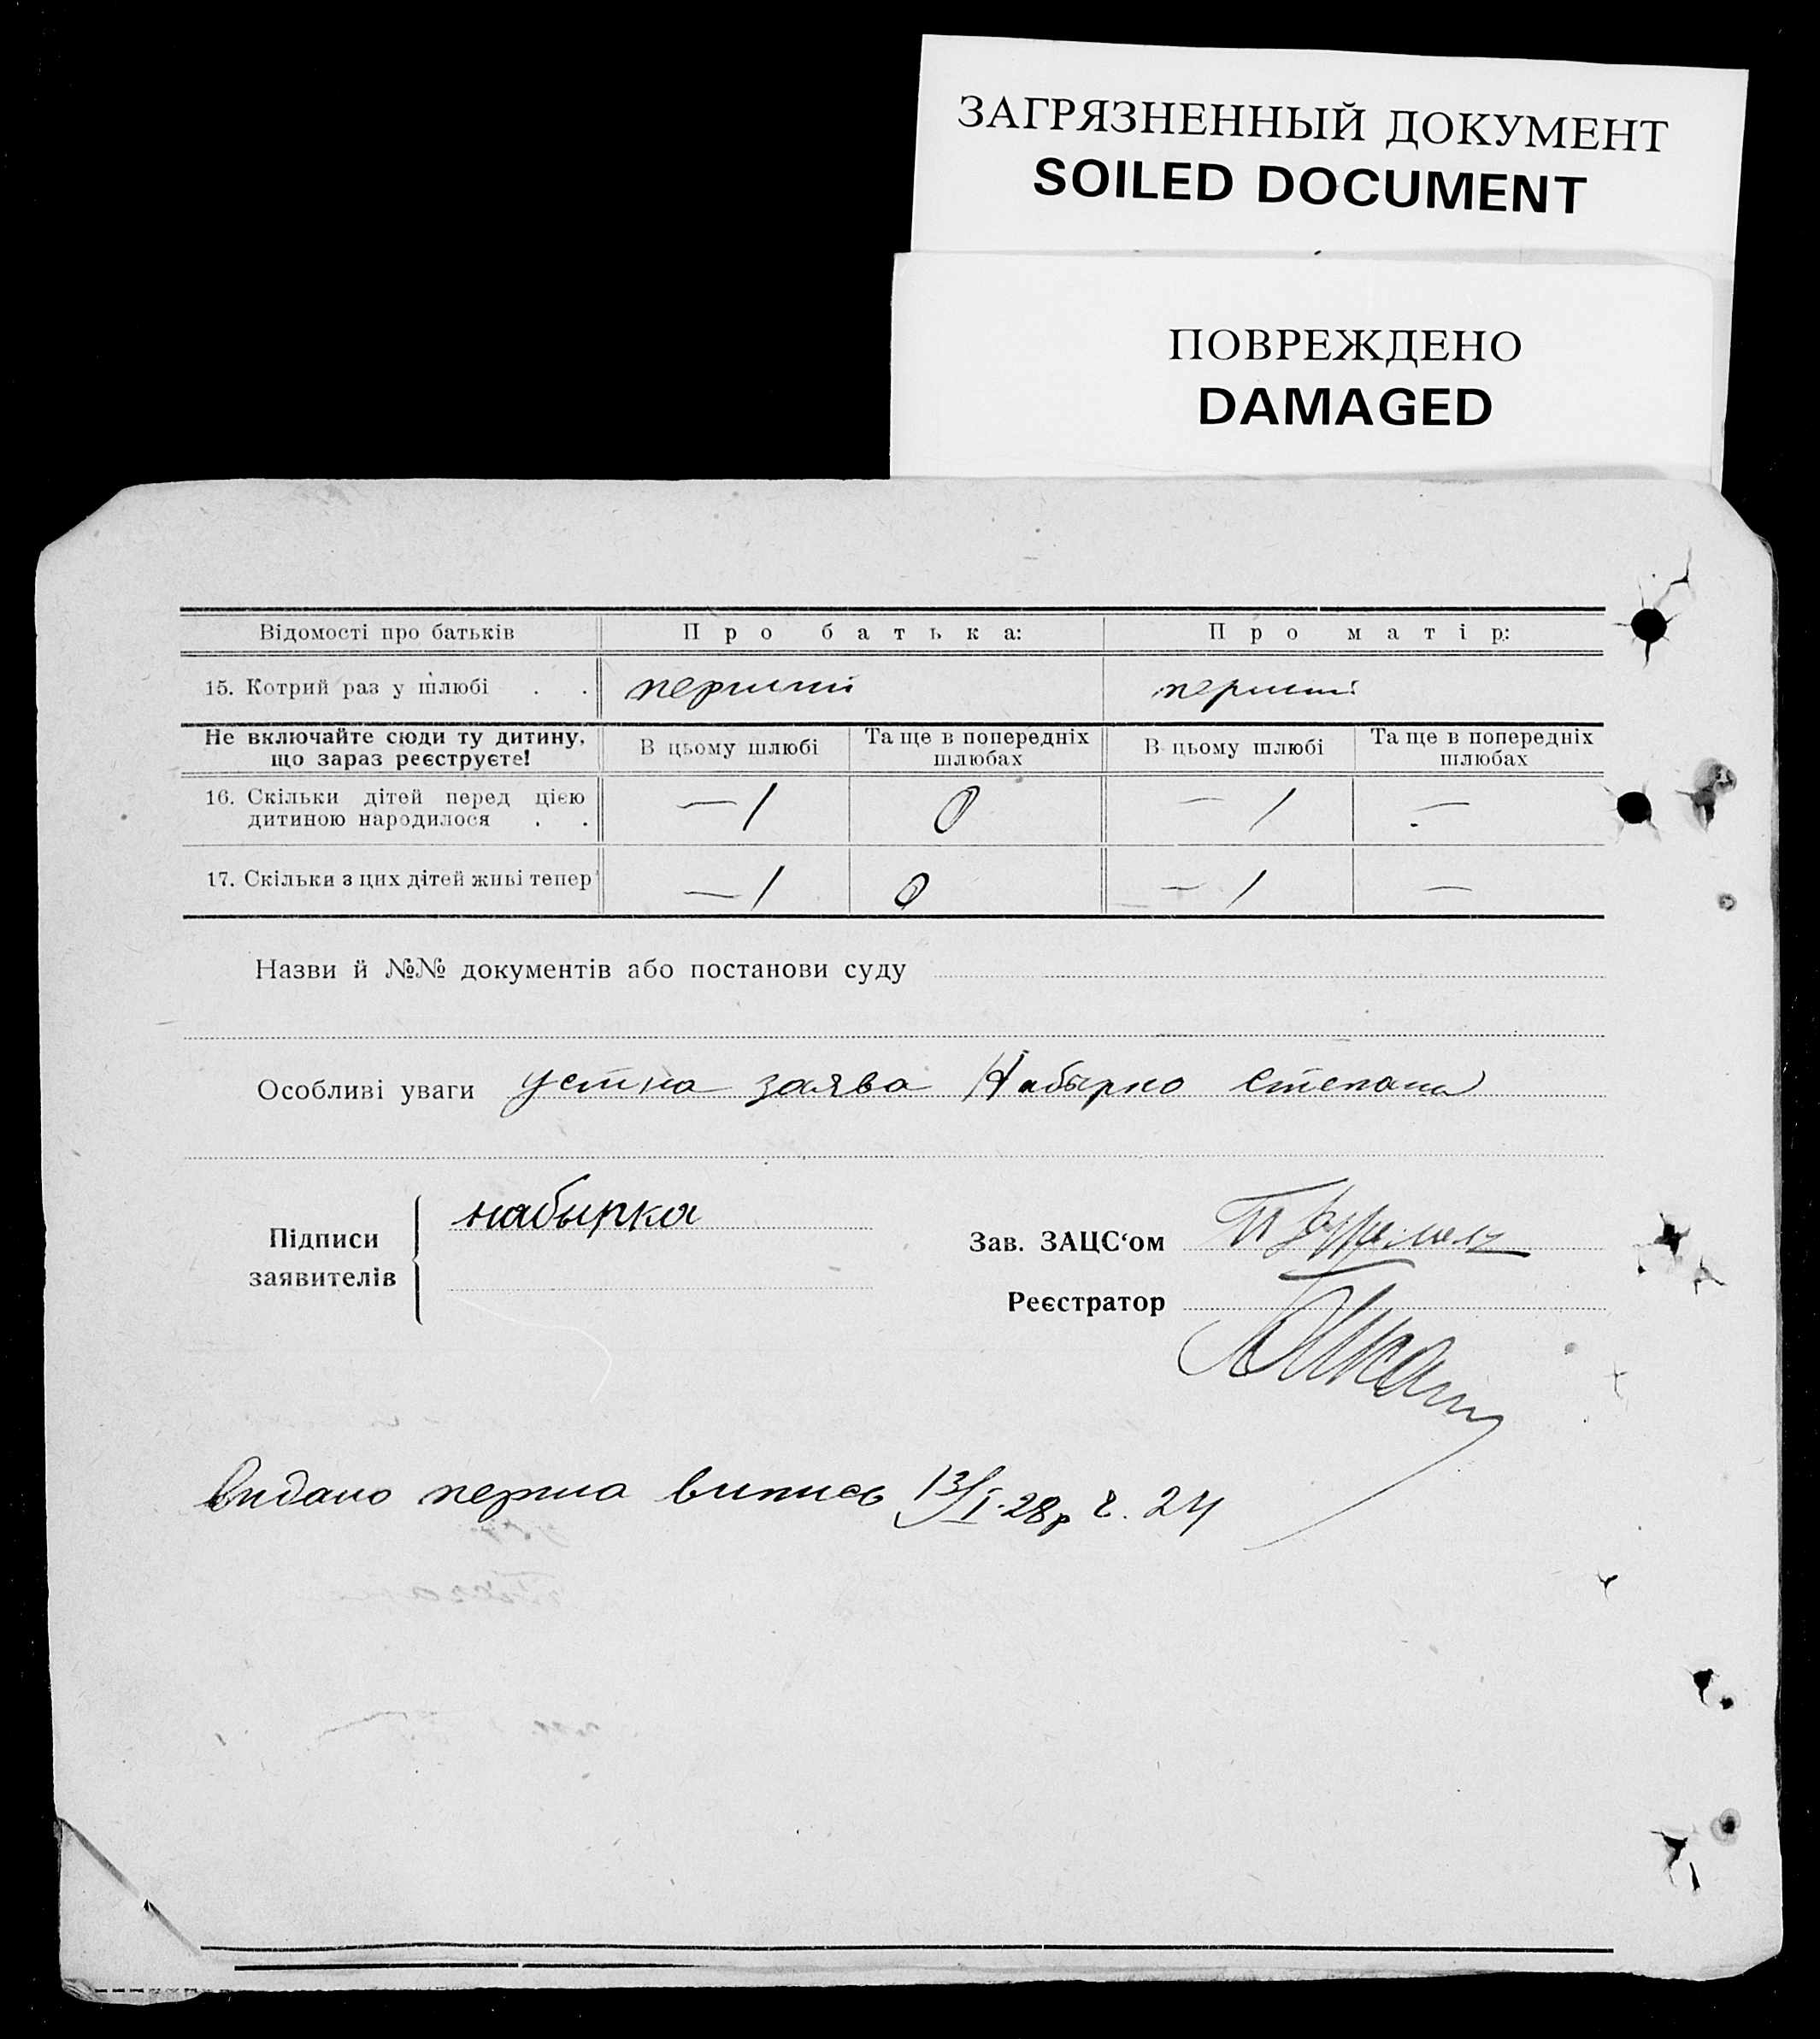 ЗАГРЯЗНЕННЫЙ ДОКУМЕНТ
SOILED DOCUMENT
ПОВРЕЖДЕНО
DAMAGED
Відомості про батьків Про батька: Про матір:
15. Котрий раз у шлюбі . . перший перший
Не включайте сюди ту дитину, що зараз реєструєте! В цьому шлюбі Та ще в попередніх шлюбах В цьому шлюбі Та ще в попередніх шлюбах
16. Скільки дітей перед цією
дитиною народилося . . — 1 0 — 1 —
17. Скільки з цих дітей живі тепер — 1 0 — 1 —
Назви й №№ документів або постанови суду
Особливі уваги устна заява Набырко Степана
Підписи
заявителів
набырка
Зав. ЗАЦС‘ом
Реєстратор
Видано перша випись 13/I-28р ч. 24